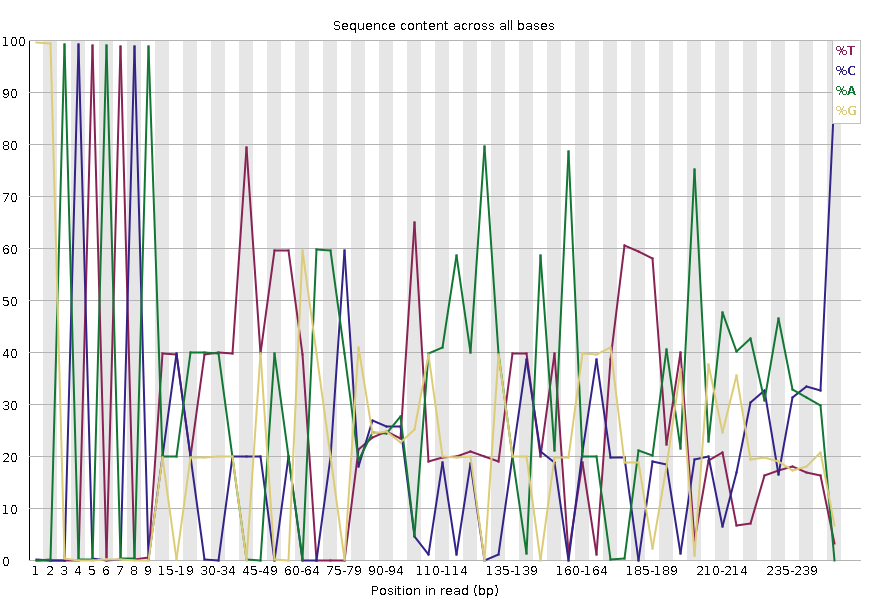 Sequence content across all bases
100
90
80
70
60
50
40
30
20
10
0
%T
%C
%A
%G
1 2 3 4 5 6 7 8 9 15-19 30-34 45-49 60-64 75-79 90-94 110-114 135-139 160-164 185-189 210-214 235-239
Position in read (bp)